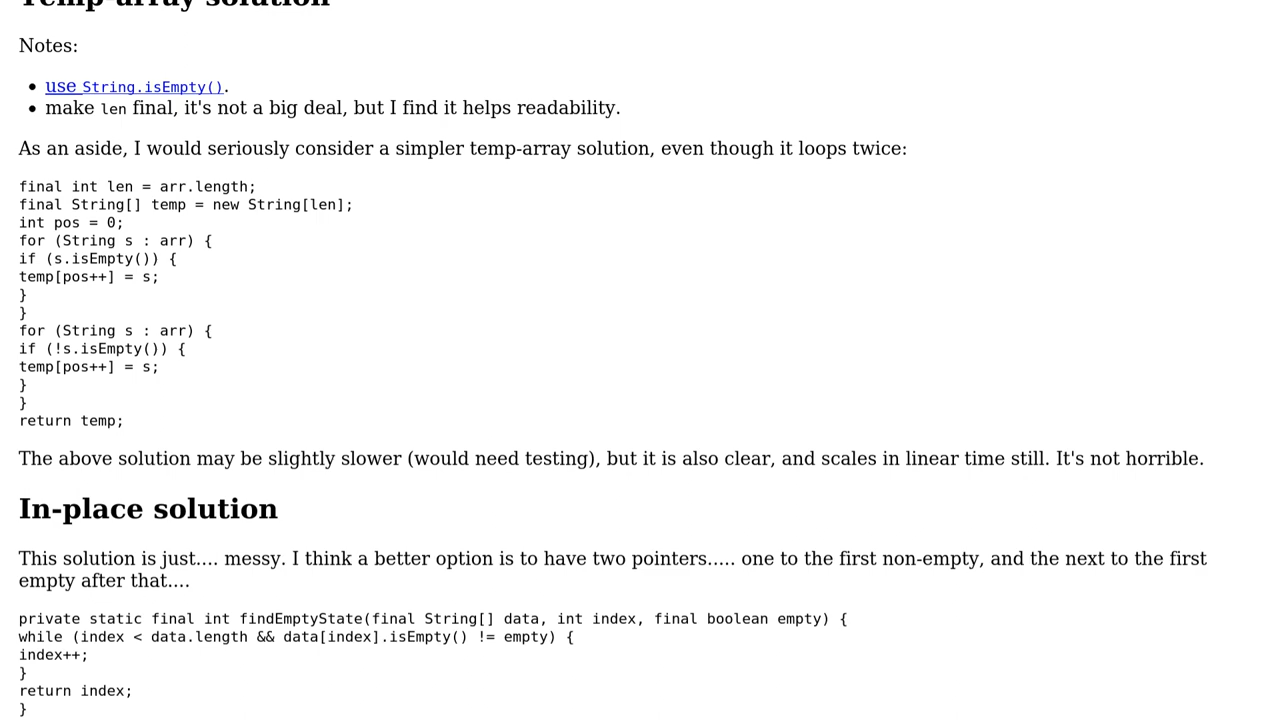 Temp-array solution
Notes:
• use String.isEmpty().
• make len final, it's not a big deal, but I find it helps readability.
As an aside, I would seriously consider a simpler temp-array solution, even though it loops twice:
final int len = arr.length;
final String[] temp = new String[len];
int pos = 0;
for (String s : arr) {
if (s.isEmpty()) {
temp[pos++] = s;
}
}
for (String s : arr) {
if (!s.isEmpty()) {
temp[pos++] = s;
}
}
return temp;
The above solution may be slightly slower (would need testing), but it is also clear, and scales in linear time still. It's not horrible.
In-place solution
This solution is just.... messy. I think a better option is to have two pointers..... one to the first non-empty, and the next to the first
empty after that....
private static final int findEmptyState(final String[] data, int index, final boolean empty) {
while (index < data.length && data[index].isEmpty() != empty) {
index++;
}
return index;
}